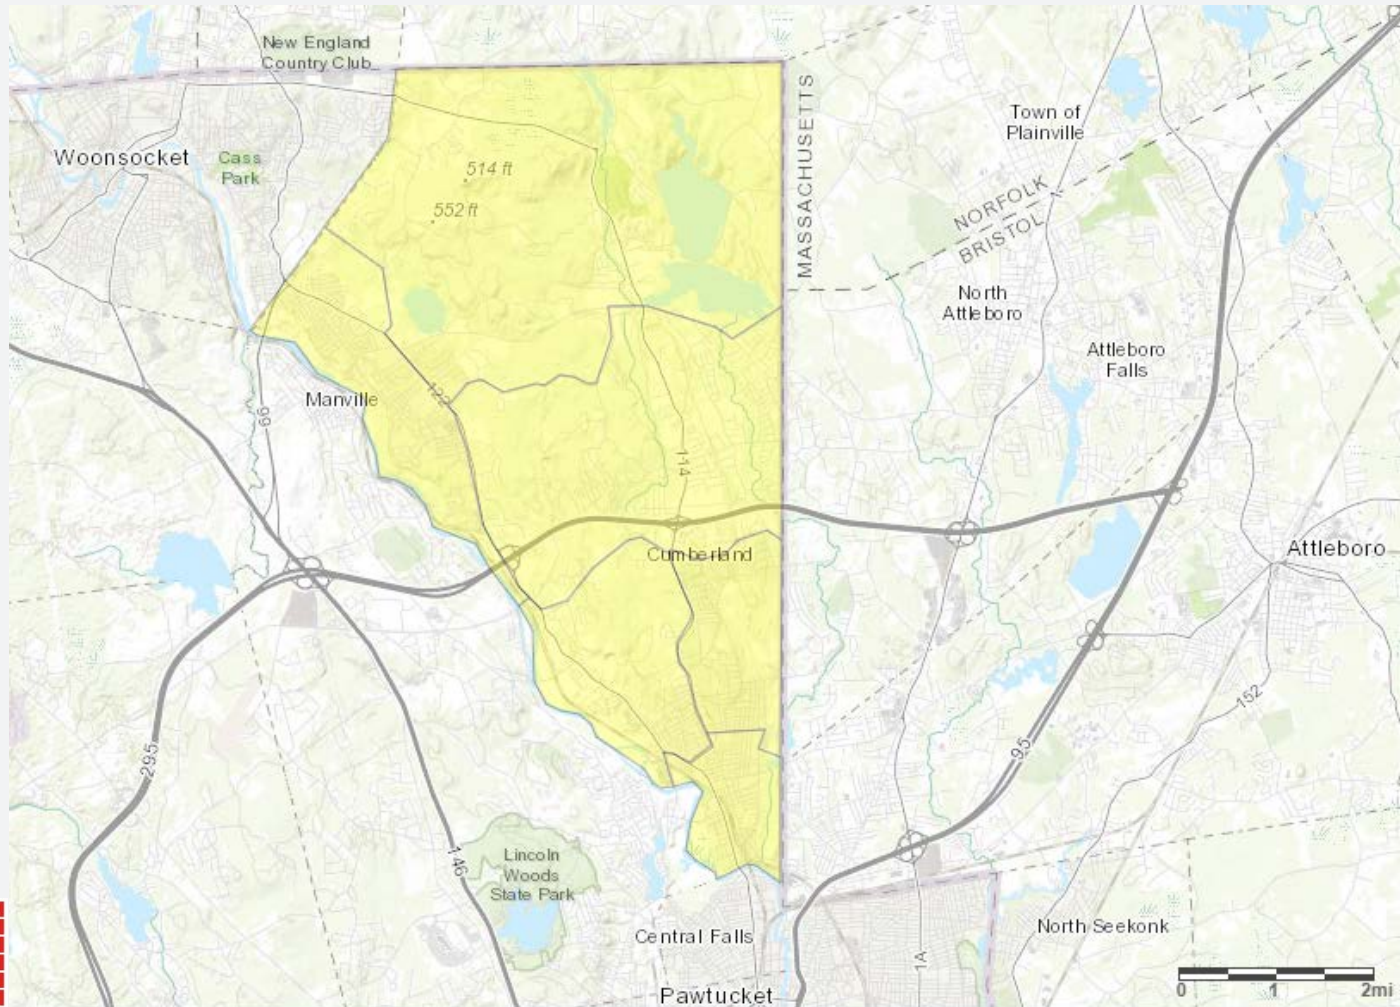 New England
Country Club
Woonsocket
Cass
Park
514 ft
552 ft
MASSACHUSETTS
Town of
Plainville
NORFOLK
BRISTOL
North
Attleboro
Attleboro
Falls
Manville
122
99
114
Cumberland
Attleboro
295
146
95
152
Lincoln
Woods
State Park
Central Falls
North Seekonk
1A
Pawtucket
0 1 2mi